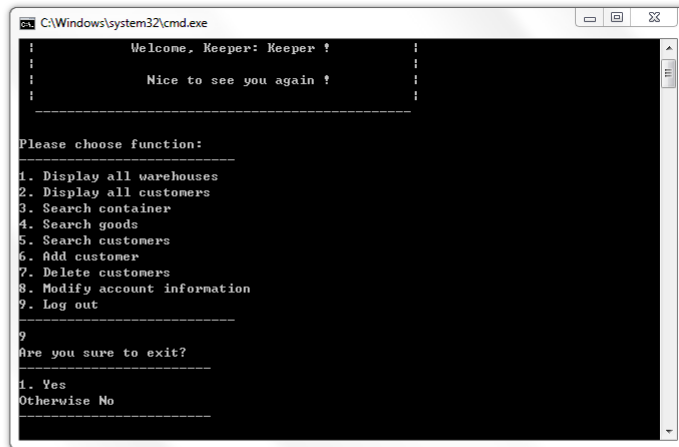 C:\Windows\system32\cmd.exe
Welcome, Keeper: Keeper !
Nice to see you again !
Please choose function:
1. Display all warehouses
2. Display all customers
3. Search container
4. Search goods
5. Search customers
6. Add customer
7. Delete customers
8. Modify account information
9. Log out
9
Are you sure to exit?
1. Yes
Otherwise No